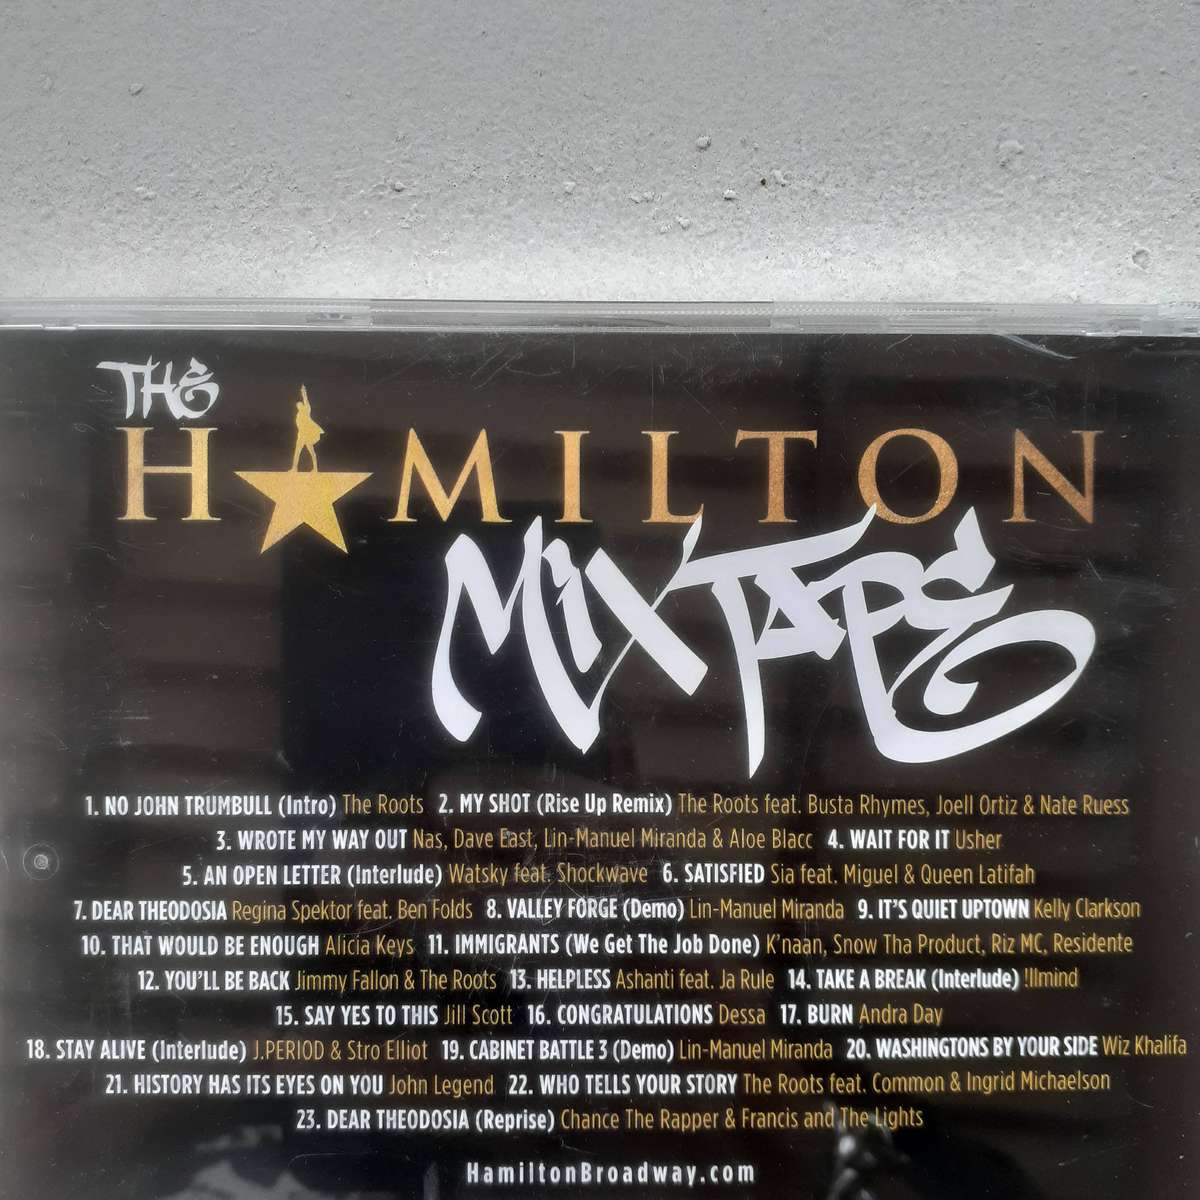 THE
HAMILTON
MIXTAPE
1. NO JOHN TRUMBULL (Intro) The Roots 2. MY SHOT (Rise Up Remix) The Roots feat. Busta Rhymes, Joell Ortiz & Nate Ruess
3. WROTE MY WAY OUT Nas, Dave East, Lin-Manuel Miranda & Aloe Blacc 4. WAIT FOR IT Usher
5. AN OPEN LETTER (Interlude) Watsky feat. Shockwave 6. SATISFIED Sia feat. Miguel & Queen Latifah
7. DEAR THEODOSIA Regina Spektor feat. Ben Folds 8. VALLEY FORGE (Demo) Lin-Manuel Miranda 9. IT'S QUIET UPTOWN Kelly Clarkson
10. THAT WOULD BE ENOUGH Alicia Keys 11. IMMIGRANTS (We Get The Job Done) K'naan, Snow Tha Product, Riz MC, Residente
12. YOU'LL BE BACK Jimmy Fallon & The Roots 13. HELPLESS Ashanti feat. Ja Rule 14. TAKE A BREAK (Interlude) !llmind
15. SAY YES TO THIS Jill Scott 16. CONGRATULATIONS Dessa 17. BURN Andra Day
18. STAY ALIVE (Interlude) J.PERIOD & Stro Elliot 19. CABINET BATTLE 3 (Demo) Lin-Manuel Miranda 20. WASHINGTONS BY YOUR SIDE Wiz Khalifa
21. HISTORY HAS ITS EYES ON YOU John Legend 22. WHO TELLS YOUR STORY The Roots feat. Common & Ingrid Michaelson
23. DEAR THEODOSIA (Reprise) Chance The Rapper & Francis and The Lights
HamiltonBroadway.com